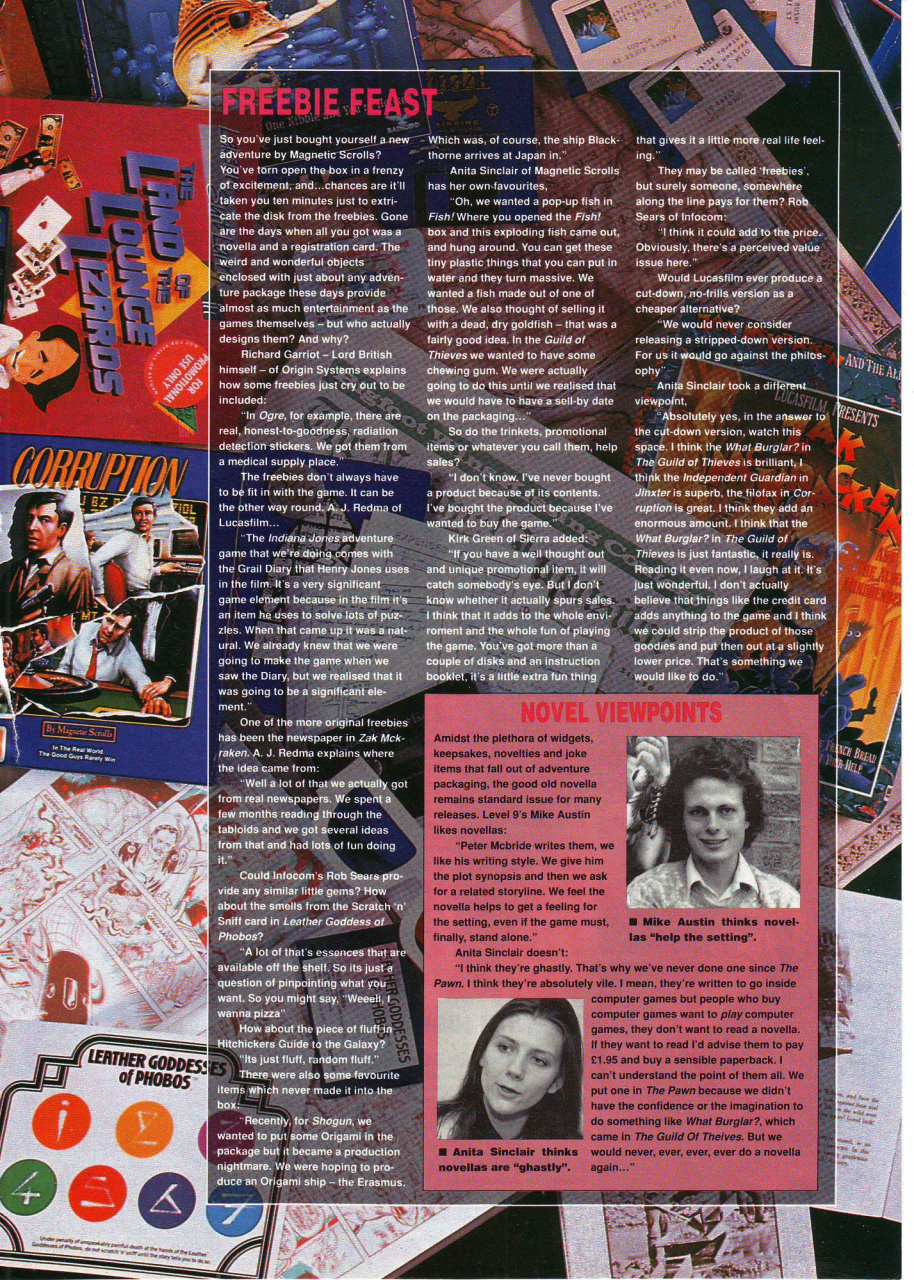 FREEBIE FEAST
So you've just bought yourself a new
adventure by Magnetic Scrolls?
You've torn open the box in a frenzy
of excitement, and...chances are it'll
taken you ten minutes just to extri-
cate the disk from the freebies. Gone
are the days when all you got was a
novella and a registration card. The
weird and wonderful objects
enclosed with just about any adven-
ture package these days provide
almost as much entertainment as the
games themselves – but who actually
designs them? And why?
Richard Garriot – Lord British
himself – of Origin Systems explains
how some freebies just cry out to be
included:
"In Ogre, for example, there are
real, honest-to-goodness, radiation
detection stickers. We got them from
a medical supply place."
The freebies don't always have
to be fit in with the game. It can be
the other way round. A. J. Redma of
Lucasfilm...
"The Indiana Jones adventure
game that we're doing comes with
the Grail Diary that Henry Jones uses
in the film. It's a very significant
game element because in the film it's
an item he uses to solve lots of puz-
zles. When that came up it was a nat-
ural. We already knew that we were
going to make the game when we
saw the Diary, but we realised that it
was going to be a significant ele-
ment."
One of the more original freebies
has been the newspaper in Zak Mck-
raken. A. J. Redma explains where
the idea came from:
"Well a lot of that we actually got
from real newspapers. We spent a
few months reading through the
tabloids and we got several ideas
from that and had lots of fun doing
it."
Could Infocom's Rob Sears pro-
vide any similar little gems? How
about the smells from the Scratch 'n'
Sniff card in Leather Goddess of
Phobos?
"A lot of that's essences that are
available off the shelf. So its just a
question of pinpointing what you
want. So you might say, "Weeell, I
wanna pizza"
How about the piece of fluff in
Hitchickers Guide to the Galaxy?
"Its just fluff, random fluff."
There were also some favourite
items which never made it into the
box:
"Recently, for Shogun, we
wanted to put some Origami in the
package but it became a production
nightmare. We were hoping to pro-
duce an Origami ship – the Erasmus.
Which was, of course, the ship Black-
thorne arrives at Japan in."
Anita Sinclair of Magnetic Scrolls
has her own favourites,
"Oh, we wanted a pop-up fish in
Fish! Where you opened the Fish!
box and this exploding fish came out,
and hung around. You can get these
tiny plastic things that you can put in
water and they turn massive. We
wanted a fish made out of one of
those. We also thought of selling it
with a dead, dry goldfish – that was a
fairly good idea. In the Guild of
Thieves we wanted to have some
chewing gum. We were actually
going to do this until we realised that
we would have to have a sell-by date
on the packaging..."
So do the trinkets, promotional
items or whatever you call them, help
sales?
"I don't know. I've never bought
a product because of its contents.
I've bought the product because I've
wanted to buy the game.
Kirk Green of Sierra added:
"If you have a well thought out
and unique promotional item, it will
catch somebody's eye. But I don't
know whether it actually spurs sales.
I think that it adds to the whole envi-
roment and the whole fun of playing
the game. You've got more than a
couple of disks and an instruction
booklet, it's a little extra fun thing
that gives it a little more real life feel-
ing."
They may be called 'freebies',
but surely someone, somewhere
along the line pays for them? Rob
Sears of Infocom:
"I think it could add to the price.
Obviously, there's a perceived value
issue here."
Would Lucasfilm ever produce a
cut-down, no-frills version as a
cheaper alternative?
"We would never consider
releasing a stripped-down version.
For us it would go against the philos-
ophy"
Anita Sinclair took a different
viewpoint,
"Absolutely yes, in the answer to
the cut-down version, watch this
space. I think the What Burglar? in
The Guild of Thieves is brilliant, I
think the Independent Guardian in
Jinxter is superb, the filofax in Cor-
ruption is great. I think they add an
enormous amount. I think that the
What Burglar? in The Guild of
Thieves is just fantastic, it really is.
Reading it even now, I laugh at it. It's
just wonderful. I don't actually
believe that things like the credit card
adds anything to the game and I think
we could strip the product of those
goodies and put then out at a slightly
lower price. That's something we
would like to do."
NOVEL VIEWPOINTS
Amidst the plethora of widgets,
keepsakes, novelties and joke
items that fall out of adventure
packaging, the good old novella
remains standard issue for many
releases. Level 9's Mike Austin
likes novellas:
"Peter Mcbride writes them, we
like his writing style. We give him
the plot synopsis and then we ask
for a related storyline. We feel the
novella helps to get a feeling for
the setting, even if the game must,
finally, stand alone."
Anita Sinclair doesn't:
"I think they're ghastly. That's why we've never done one since The
Pawn. I think they're absolutely vile. I mean, they're written to go inside
computer games but people who buy
computer games want to play computer
games, they don't want to read a novella.
If they want to read I'd advise them to pay
£1.95 and buy a sensible paperback. I
can't understand the point of them all. We
put one in The Pawn because we didn't
have the confidence or the imagination to
do something like What Burglar?, which
came in The Guild Of Theives. But we
would never, ever, ever, ever do a novella
again..."
■ Mike Austin thinks novel-
las "help the setting".
■ Anita Sinclair thinks
novellas are "ghastly".
THE
LAND
OF
THE
LOUNGE
LIZARDS
FOR
PROMOTIONAL
USE ONLY
CORRUPTION
By Magnetic Scrolls
In The Real World
The Good Guys Rarely Win
LEATHER GODDESSES
of PHOBOS
1
2
4
3
7
Under penalty of unspeakably painful death at the hands of the Leather
Goddesses of Phobos, do not scratch 'n' sniff until the story tells you to do so.
AND THE AL
LUCASFILM PRESENTS
FRENCH BREAD